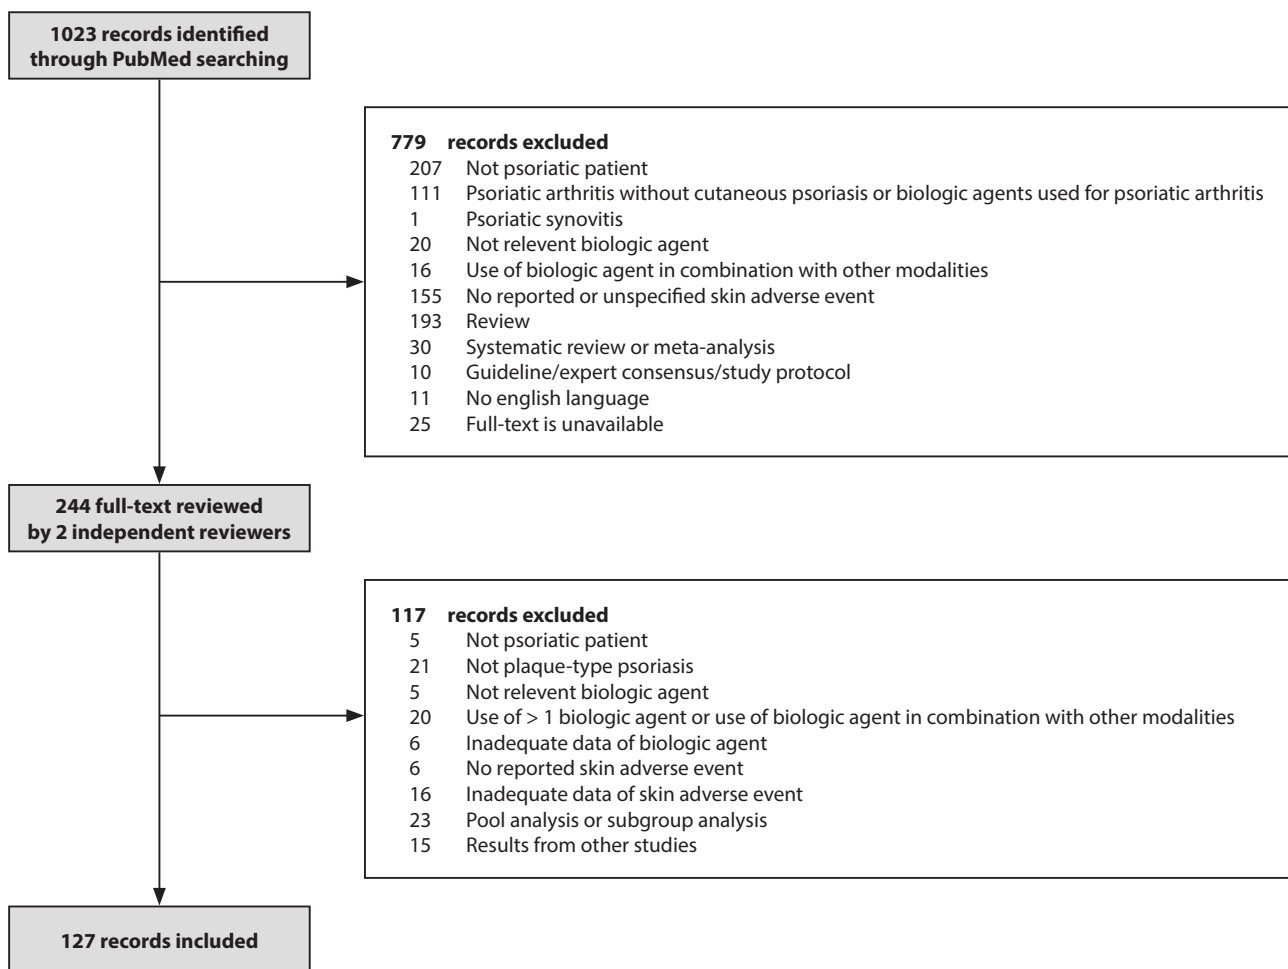 1023 records identified
through PubMed searching
779 records excluded
207 Not psoriatic patient
111 Psoriatic arthritis without cutaneous psoriasis or biologic agents used for psoriatic arthritis
1 Psoriatic synovitis
20 Not relevent biologic agent
16 Use of biologic agent in combination with other modalities
155 No reported or unspecified skin adverse event
193 Review
30 Systematic review or meta-analysis
10 Guideline/expert consensus/study protocol
11 No english language
25 Full-text is unavailable
244 full-text reviewed
by 2 independent reviewers
117 records excluded
5 Not psoriatic patient
21 Not plaque-type psoriasis
5 Not relevent biologic agent
20 Use of > 1 biologic agent or use of biologic agent in combination with other modalities
6 Inadequate data of biologic agent
6 No reported skin adverse event
16 Inadequate data of skin adverse event
23 Pool analysis or subgroup analysis
15 Results from other studies
127 records included